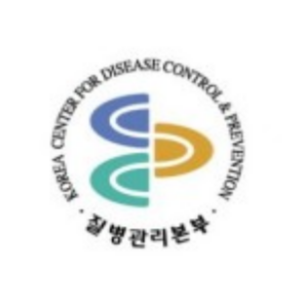 · KOREA CENTER FOR DISEASE CONTROL & PREVENTION ·
질병관리본부